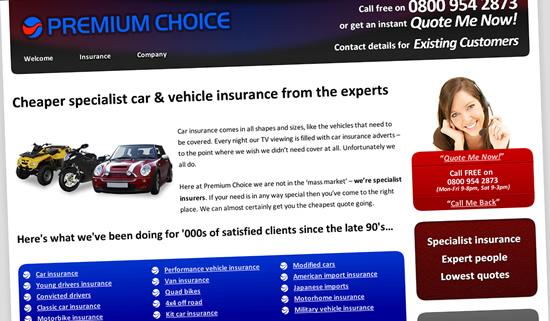 PREMIUM CHOICE
Call free on 0800 954 2873
or get an instant Quote Me Now!
Contact details for Existing Customers
Welcome Insurance Company
Cheaper specialist car & vehicle insurance from the experts
Car insurance comes in all shapes and sizes, like the vehicles that need to
be covered. Every night our TV viewing is filled with car insurance adverts –
to the point where we wish we didn't need cover at all. Unfortunately we
all do.
Here at Premium Choice we are not in the 'mass market' – we're specialist
insurers. If your need is in any way special then you've come to the right
place. We can almost certainly get you the cheapest quote going.
"Quote Me Now!"
Call FREE on
0800 954 2873
(Mon-Fri 9-8pm, Sat 9-3pm)
"Call Me Back"
Here's what we've been doing for '000s of satisfied clients since the late 90's...
Car insurance
Young drivers insurance
Convicted drivers
Classic car insurance
Motorbike insurance
Performance vehicle insurance
Van insurance
Quad bikes
4x4 off road
Kit car insurance
Modified cars
American import insurance
Japanese imports
Motorhome insurance
Military vehicle insurance
Specialist insurance
Expert people
Lowest quotes